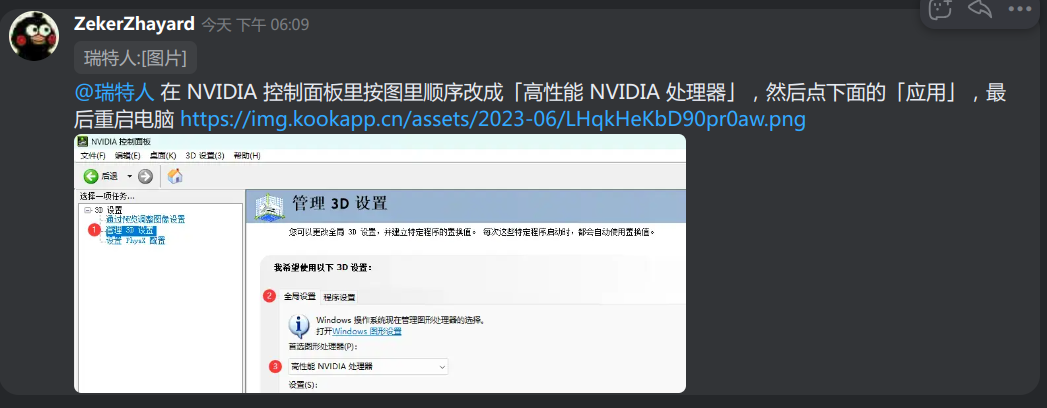 ZekerZhayard 今天 下午 06:09
瑞特人:[图片]
@瑞特人 在 NVIDIA 控制面板里按图里顺序改成「高性能 NVIDIA 处理器」，然后点下面的「应用」，最
后重启电脑 https://img.kookapp.cn/assets/2023-06/LHqkHeKbD90pr0aw.png
NVIDIA 控制面板
文件(F) 编辑(E) 桌面(K) 3D 设置(3) 帮助(H)
后退
选择一项任务...
3D 设置
通过预览调整图像设置
1 管理 3D 设置
设置 PhysX 配置
管理 3D 设置
您可以更改全局 3D 设置，并建立特定程序的置换值。 每次这些特定程序启动时，都会自动使用置换值。
我希望使用以下 3D 设置：
2 全局设置 程序设置
Windows 操作系统现在管理图形处理器的选择。
打开Windows 图形设置
首选图形处理器(P):
3 高性能 NVIDIA 处理器
设置(S):